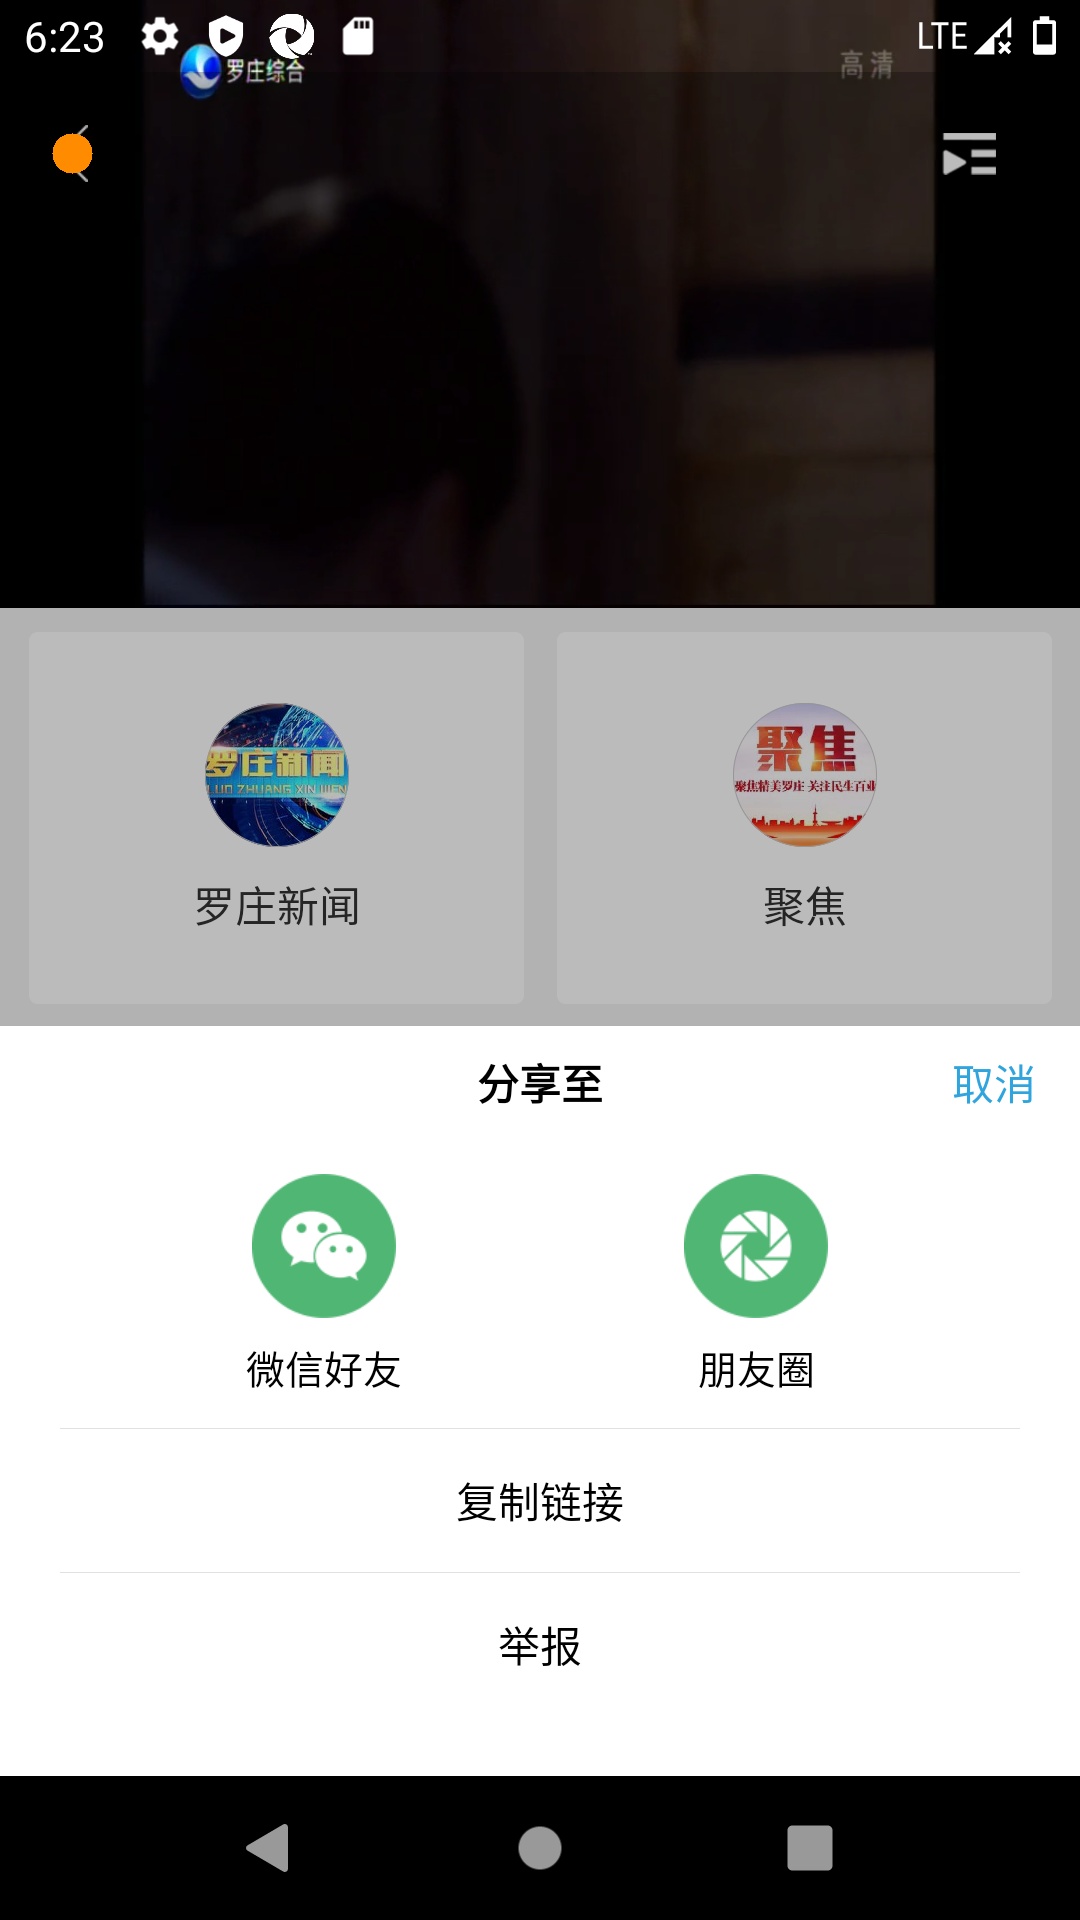 6:23
LTE
罗庄综合
高清
罗庄新闻
LUO ZHUANG XIN WEN
罗庄新闻
聚焦
聚焦精美罗庄 关注民生百业
聚焦
分享至
取消
微信好友
朋友圈
复制链接
举报